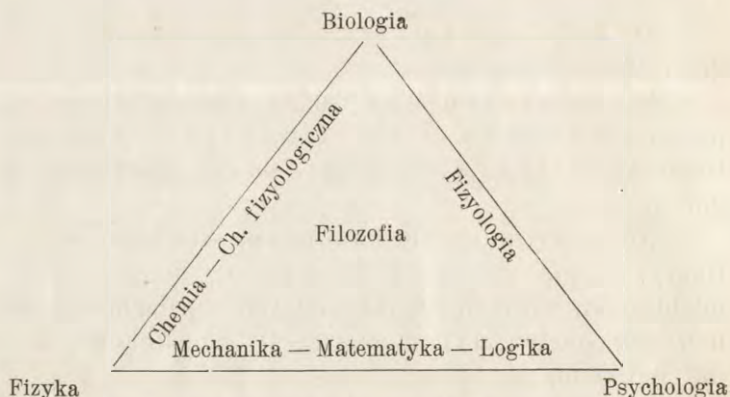 Biologia
Chemia — Ch. fizyologiczna
Fizyologia
Filozofia
Mechanika — Matematyka — Logika
Fizyka
Psychologia